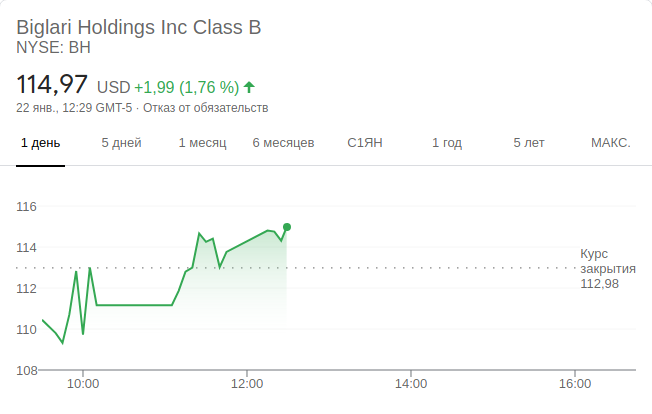 Biglari Holdings Inc Class B
NYSE: BH
114,97 USD +1,99 (1,76 %)
22 янв., 12:29 GMT-5 · Отказ от обязательств
1 день 5 дней 1 месяц 6 месяцев С1ЯН 1 год 5 лет МАКС.
116
114
112
110
108
Курс
закрытия
112,98
10:00 12:00 14:00 16:00